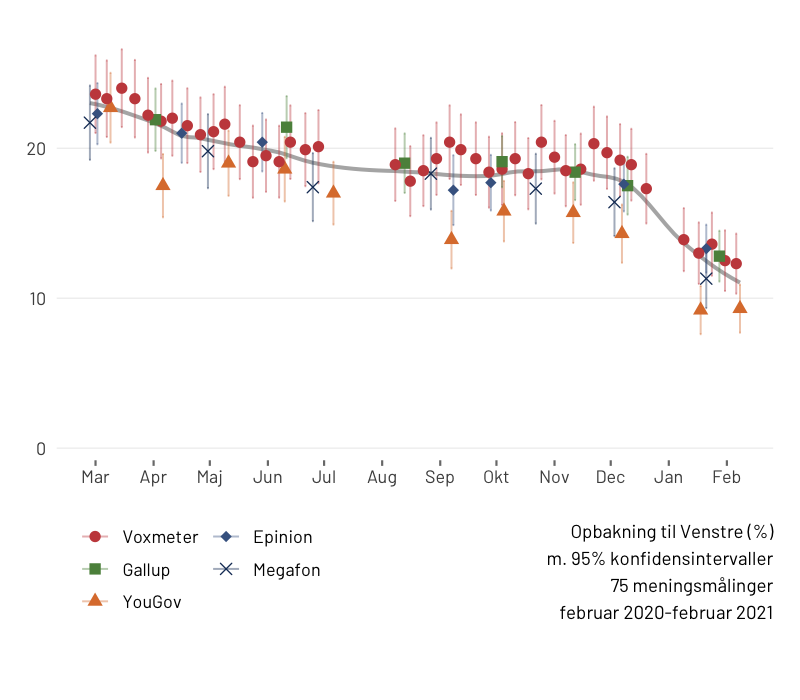 20
10
0
Mar Apr Maj Jun Jul Aug Sep Okt Nov Dec Jan Feb
Voxmeter Epinion
Gallup Megafon
YouGov
Opbakning til Venstre (%)
m. 95% konfidensintervaller
75 meningsmålinger
februar 2020-februar 2021